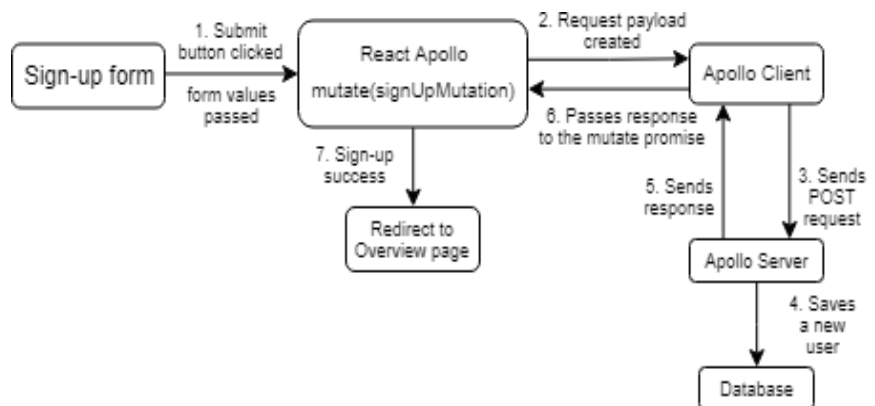 Sign-up form
1. Submit
button clicked
form values
passed
React Apollo
mutate(signUpMutation)
2. Request payload
created
Apollo Client
6. Passes response
to the mutate promise
7. Sign-up
success
Redirect to
Overview page
5. Sends
response
3. Sends
POST
request
Apollo Server
4. Saves
a new
user
Database